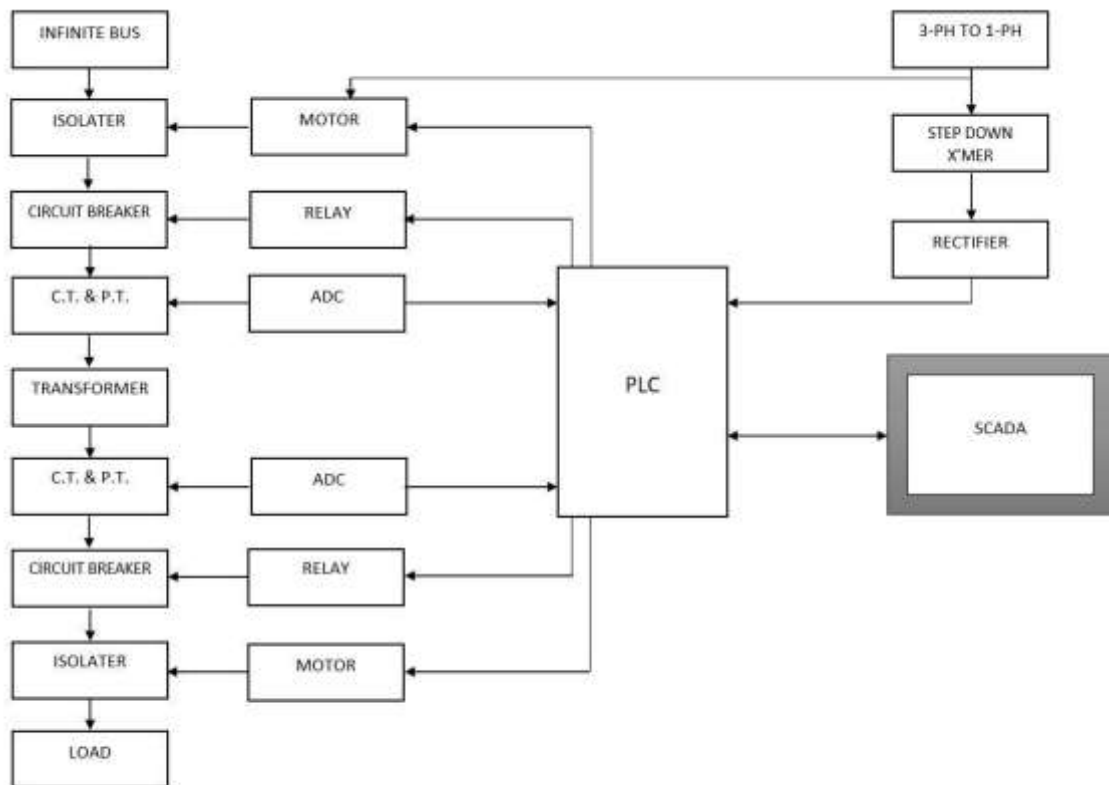 INFINITE BUS
3-PH TO 1-PH
ISOLATER
MOTOR
STEP DOWN
X"MER
CIRCUIT BREAKER
RELAY
RECTIFIER
C.T. & P.T.
ADC
TRANSFORMER
PLC
SCADA
C.T. & P.T.
ADC
CIRCUIT BREAKER
RELAY
ISOLATER
MOTOR
LOAD